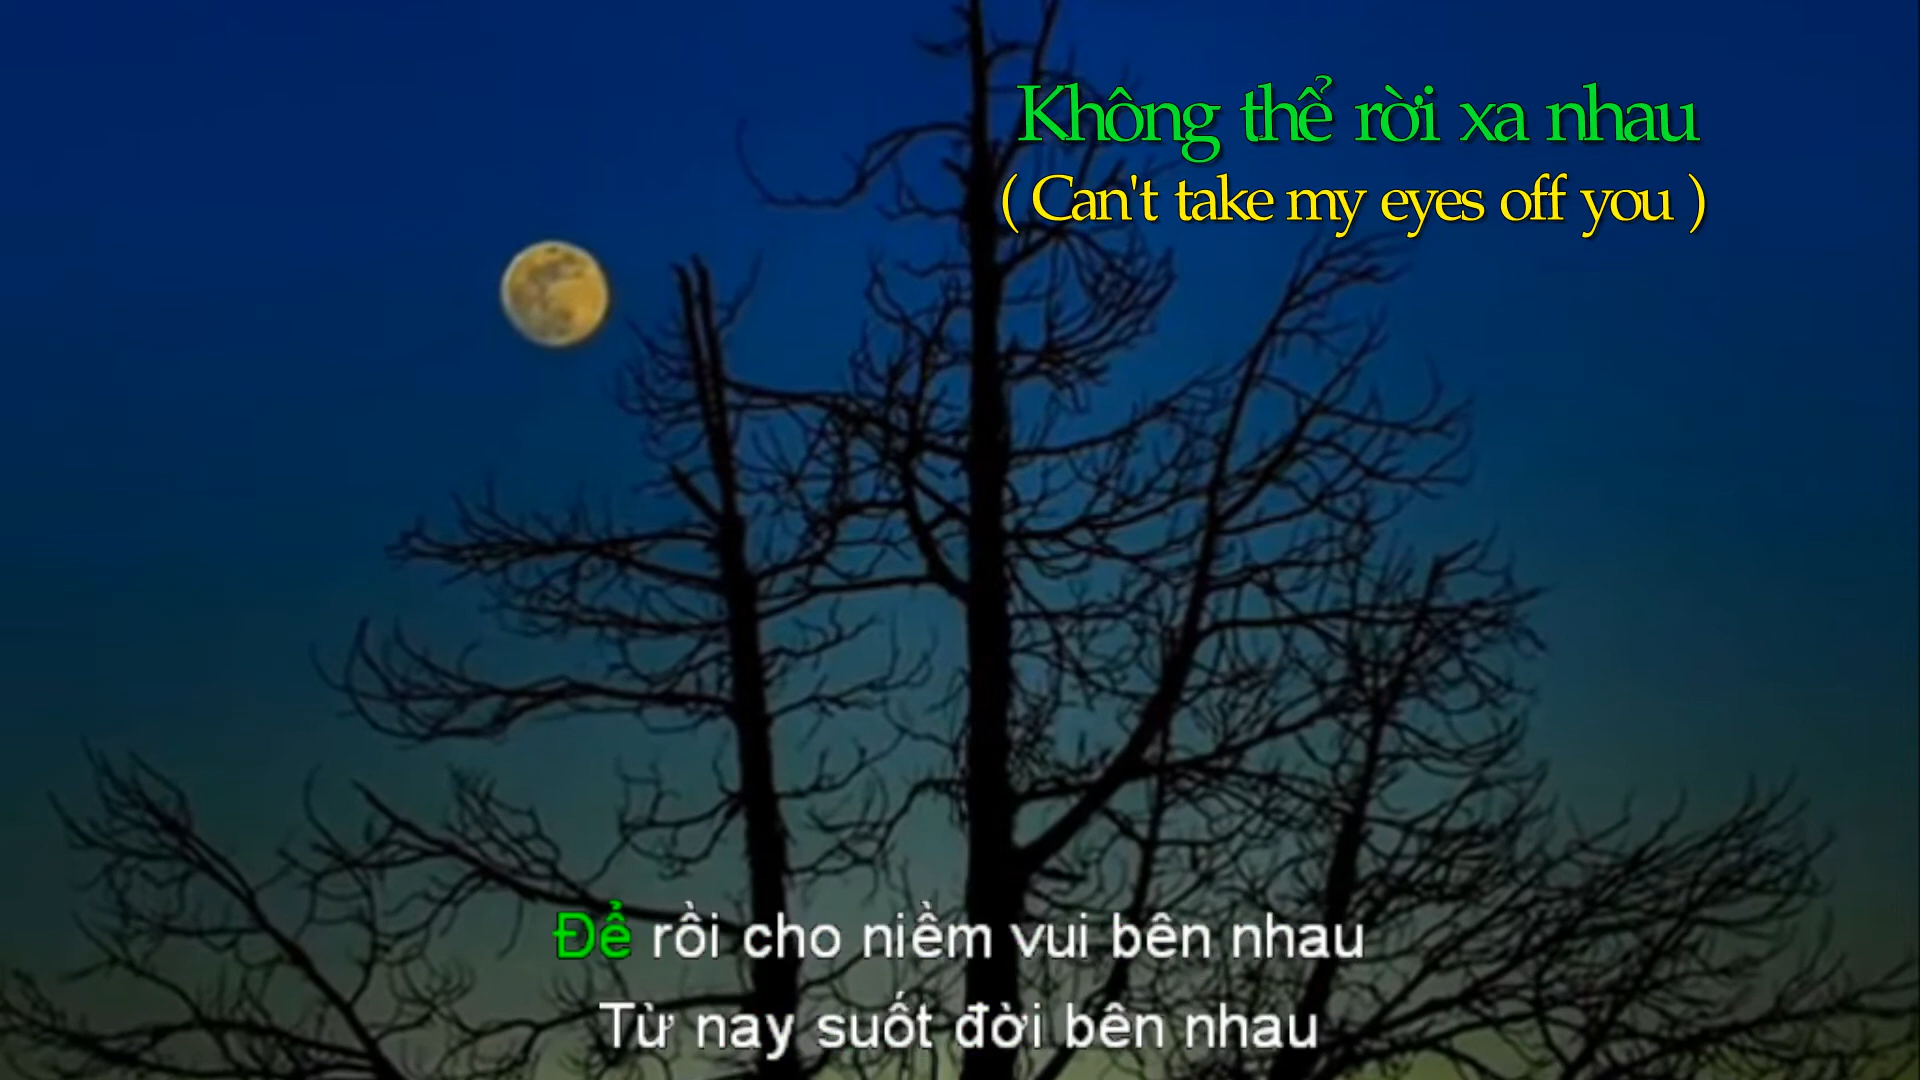 Không thể rời xa nhau
( Can't take my eyes off you )
Để rồi cho niềm vui bên nhau
Từ nay suốt đời bên nhau